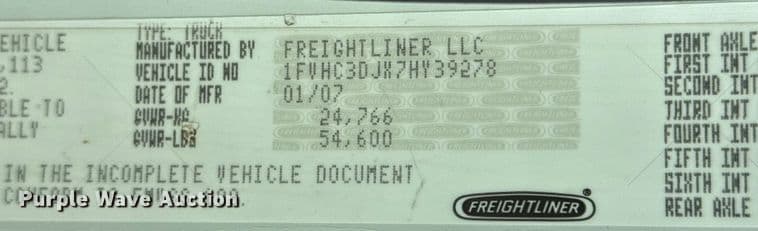 TYPE: TRUCK
EHICLE MANUFACTURED BY FREIGHTLINER LLC FRONT AXLE
,113 VEHICLE ID NO 1FVHC3DJX7HY39278 FIRST INT
2. DATE OF MFR 01/07 SECOND INT
BLE TO GVWR-KG 24,766 THIRD INT
ALLY GVWR-LBS 54,600 FOURTH INT
FIFTH INT
IN THE INCOMPLETE VEHICLE DOCUMENT SIXTH INT
REAR AXLE
FREIGHTLINER®
Purple Wave Auction